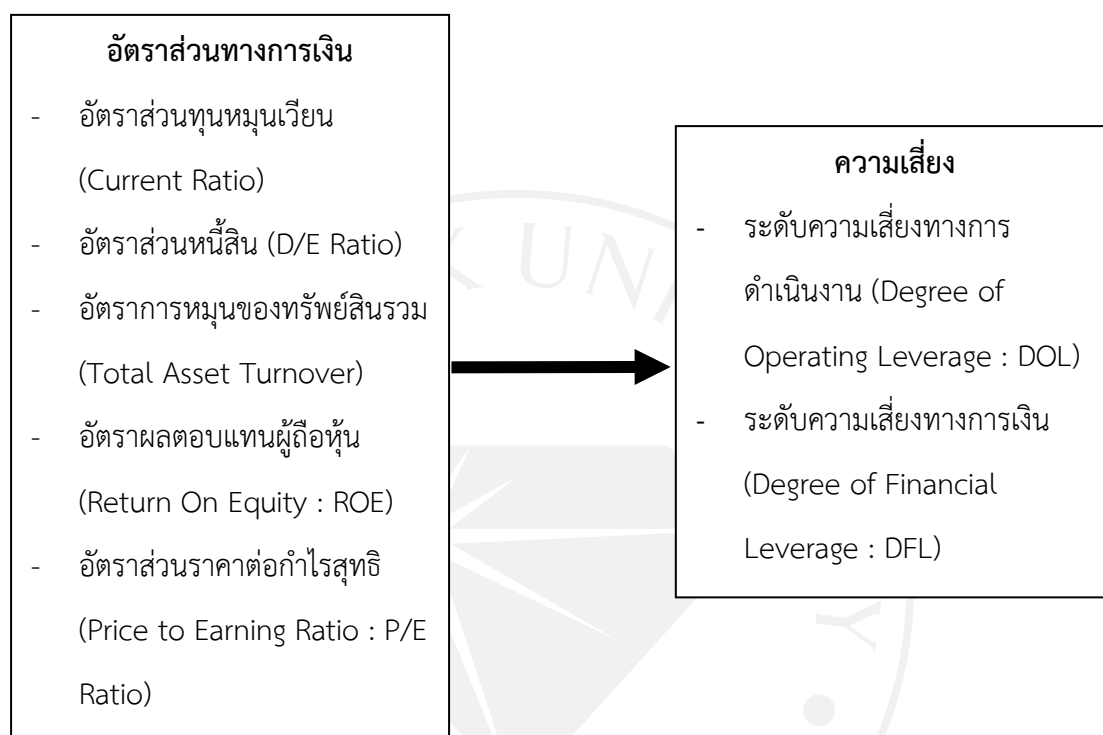 อัตราส่วนทางการเงิน
- อัตราส่วนทุนหมุนเวียน
(Current Ratio)
- อัตราส่วนหนี้สิน (D/E Ratio)
- อัตราการหมุนของทรัพย์สินรวม
(Total Asset Turnover)
- อัตราผลตอบแทนผู้ถือหุ้น
(Return On Equity : ROE)
- อัตราส่วนราคาต่อกำไรสุทธิ
(Price to Earning Ratio : P/E
Ratio)
ความเสี่ยง
- ระดับความเสี่ยงทางการ
ดำเนินงาน (Degree of
Operating Leverage : DOL)
- ระดับความเสี่ยงทางการเงิน
(Degree of Financial
Leverage : DFL)